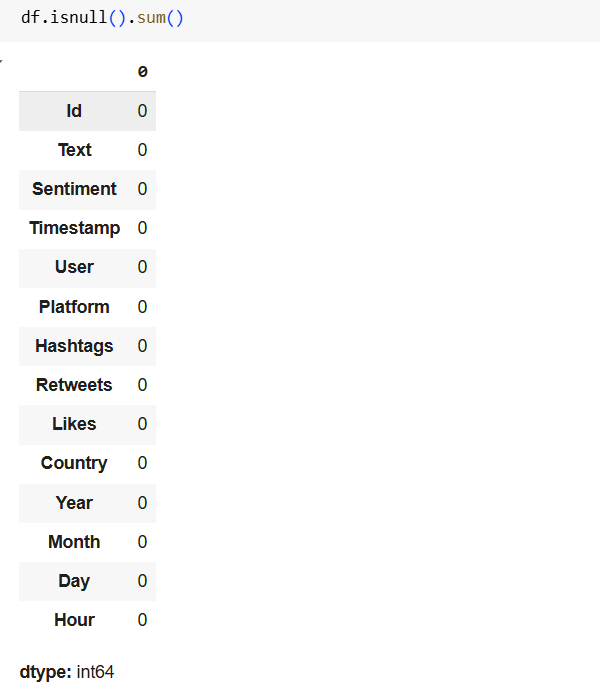 df.isnull().sum()
0
Id 0
Text 0
Sentiment 0
Timestamp 0
User 0
Platform 0
Hashtags 0
Retweets 0
Likes 0
Country 0
Year 0
Month 0
Day 0
Hour 0
dtype: int64